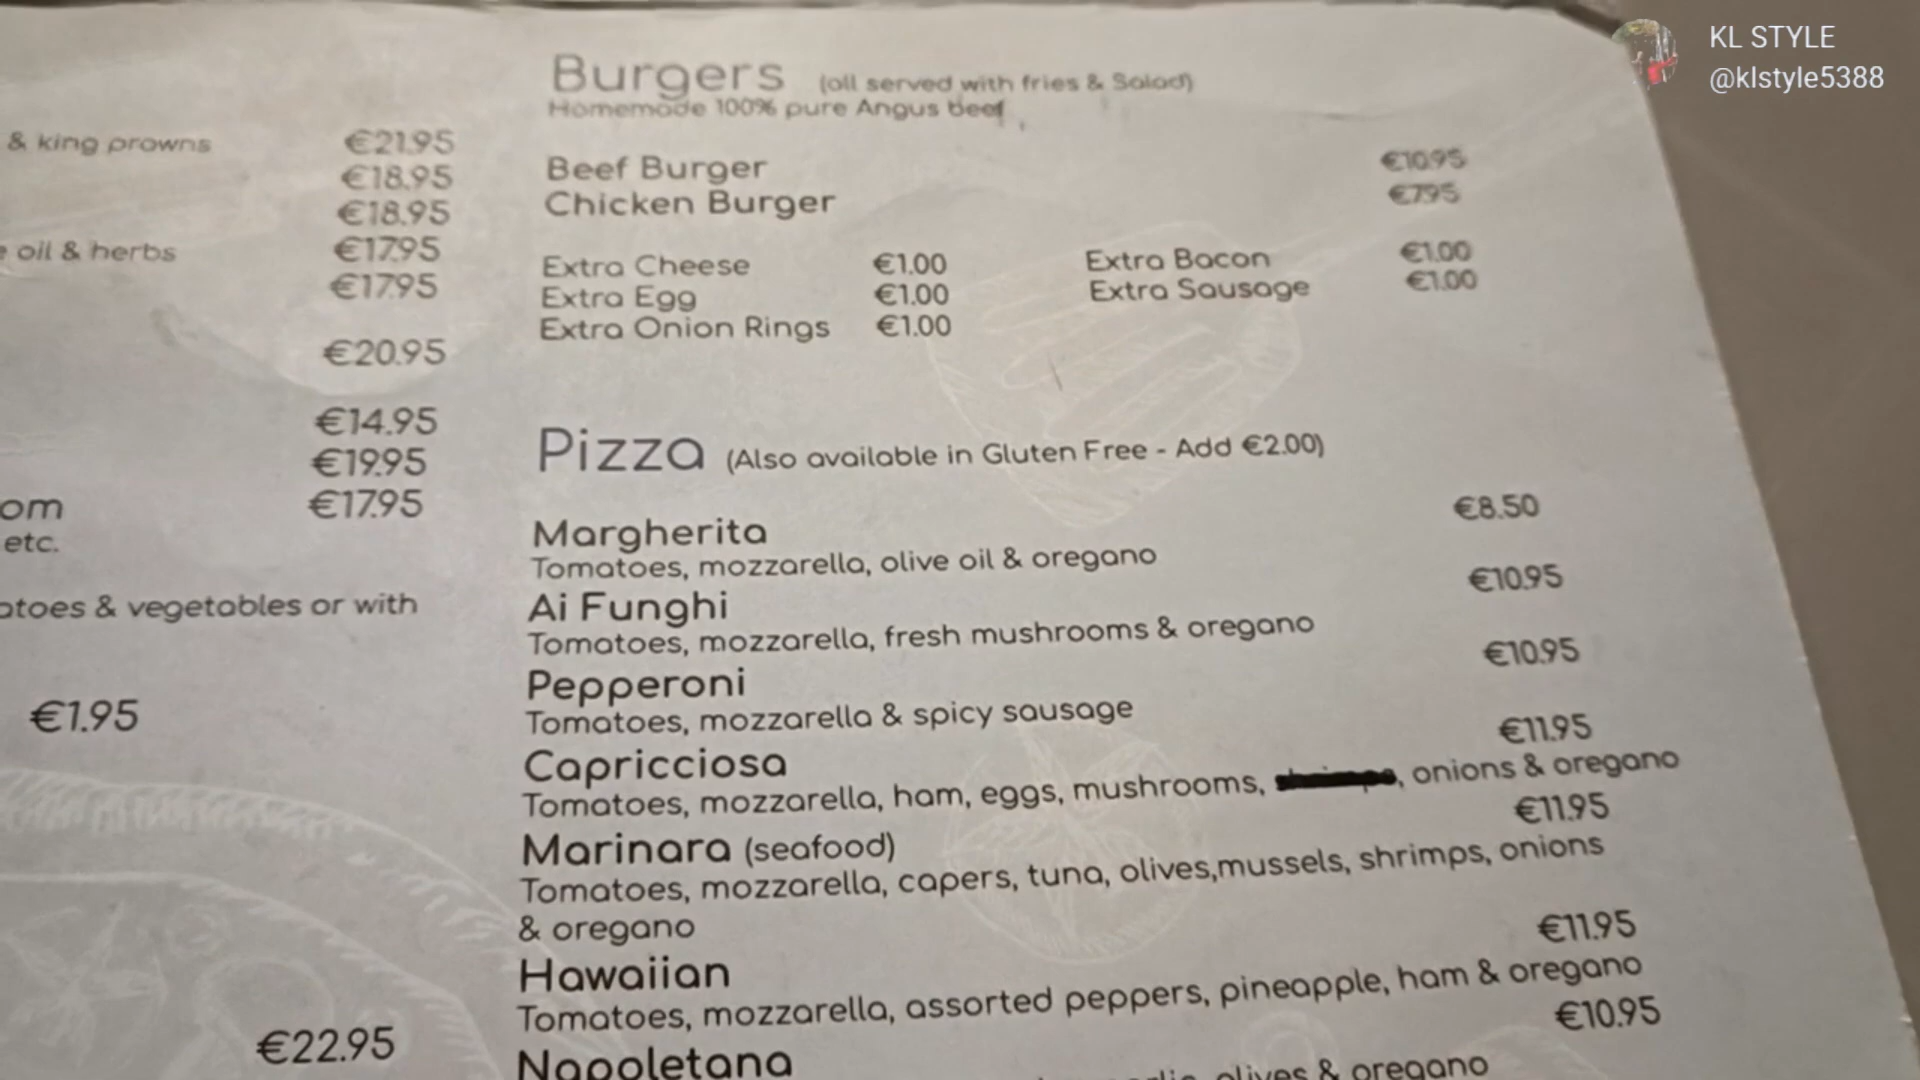 KL STYLE
@klstyle5388
& king prawns €21.95
€18.95
€18.95
oil & herbs €17.95
€17.95
€20.95
€14.95
€19.95
om €17.95
etc.
atoes & vegetables or with
€1.95
€22.95
Burgers (all served with fries & Salad)
Homemade 100% pure Angus beef
Beef Burger €10.95
Chicken Burger €7.95
Extra Cheese €1.00 Extra Bacon €1.00
Extra Egg €1.00 Extra Sausage €1.00
Extra Onion Rings €1.00
Pizza (Also available in Gluten Free - Add €2.00)
Margherita €8.50
Tomatoes, mozzarella, olive oil & oregano
Ai Funghi €10.95
Tomatoes, mozzarella, fresh mushrooms & oregano
Pepperoni €10.95
Tomatoes, mozzarella & spicy sausage
Capricciosa €11.95
Tomatoes, mozzarella, ham, eggs, mushrooms, , onions & oregano
Marinara (seafood) €11.95
Tomatoes, mozzarella, capers, tuna, olives,mussels, shrimps, onions
& oregano
Hawaiian €11.95
Tomatoes, mozzarella, assorted peppers, pineapple, ham & oregano
Napoletana €10.95
olives & oregano